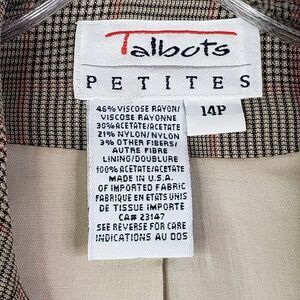 Talbots
PETITES
14P
46% VISCOSE RAYON/
VISCOSE RAYONNE
30% ACETATE/ACETATE
21% NYLON/NYLON
3% OTHER FIBERS/
AUTRE FIBRE
LINING/DOUBLURE
100% ACETATE/ACETATE
MADE IN U.S.A.
OF IMPORTED FABRIC
FABRIQUE EN ETATS UNIS
DE TISSUE IMPORTE
CA# 23147
SEE REVERSE FOR CARE
INDICATIONS AU DOS